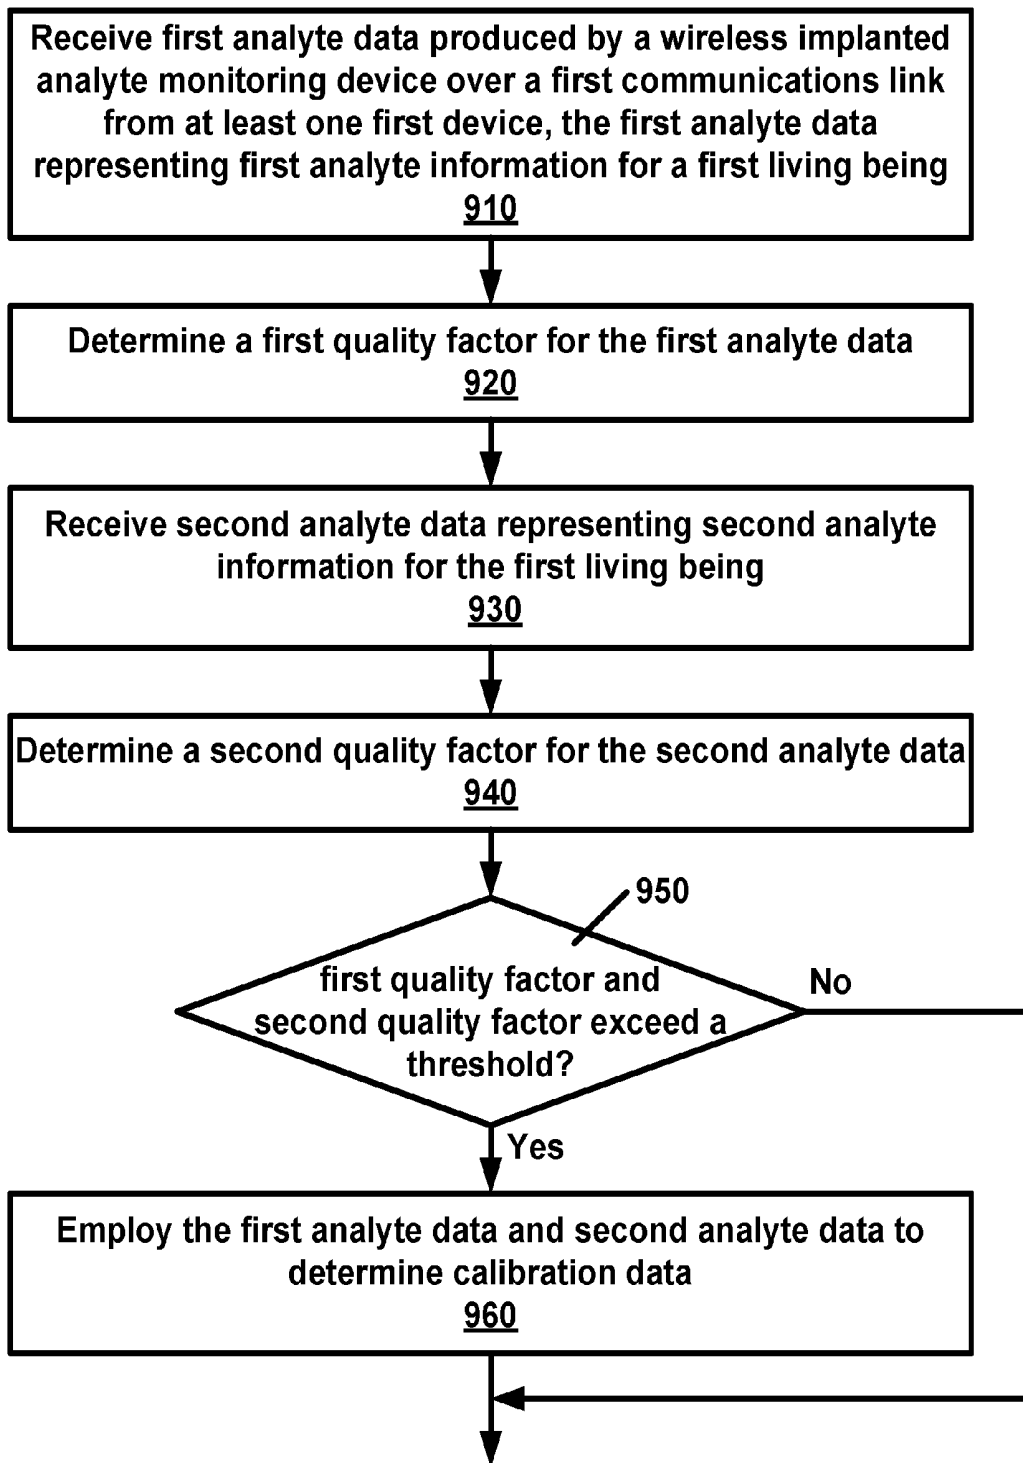 Receive first analyte data produced by a wireless implanted
analyte monitoring device over a first communications link
from at least one first device, the first analyte data
representing first analyte information for a first living being
910
Determine a first quality factor for the first analyte data
920
Receive second analyte data representing second analyte
information for the first living being
930
Determine a second quality factor for the second analyte data
940
950
first quality factor and
second quality factor exceed a
threshold?
No
Yes
Employ the first analyte data and second analyte data to
determine calibration data
960